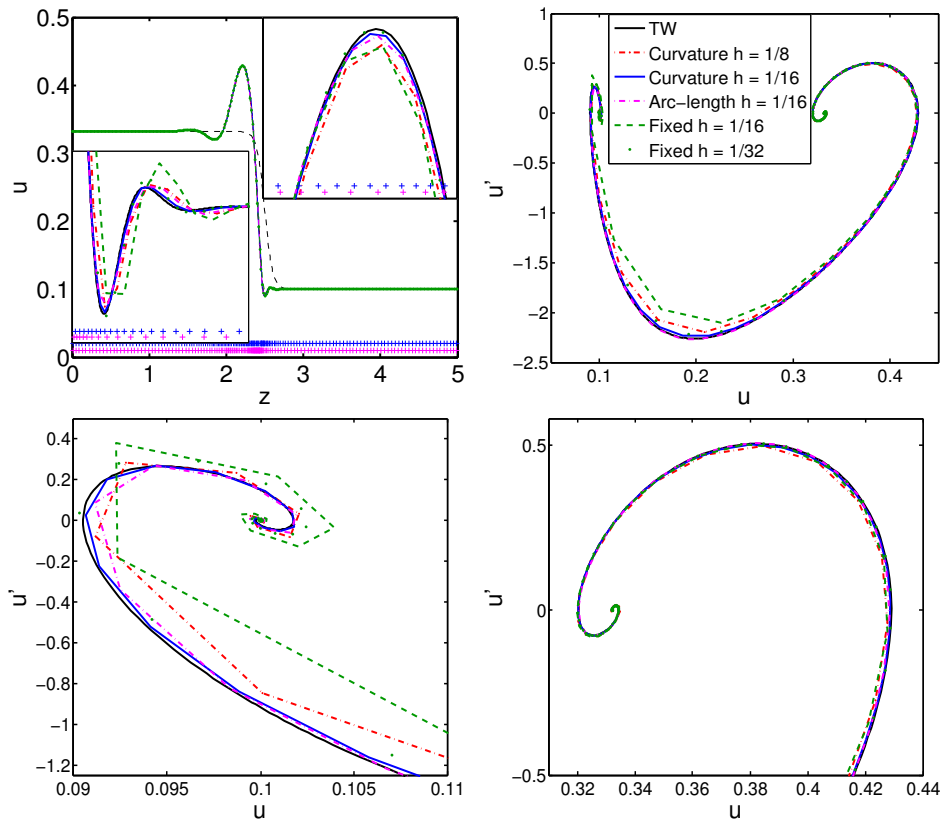 0.5
0.4
0.3
0.2
0.1
0
u
0 1 2 3 4 5
z
1
0.5
0
−0.5
−1
−1.5
−2
−2.5
u'
0.1 0.2 0.3 0.4
u
TW
Curvature h = 1/8
Curvature h = 1/16
Arc−length h = 1/16
Fixed h = 1/16
Fixed h = 1/32
0.4
0.2
0
−0.2
−0.4
−0.6
−0.8
−1
−1.2
u'
0.09 0.095 0.1 0.105 0.11
u
0.5
0
−0.5
u'
0.32 0.34 0.36 0.38 0.4 0.42 0.44
u